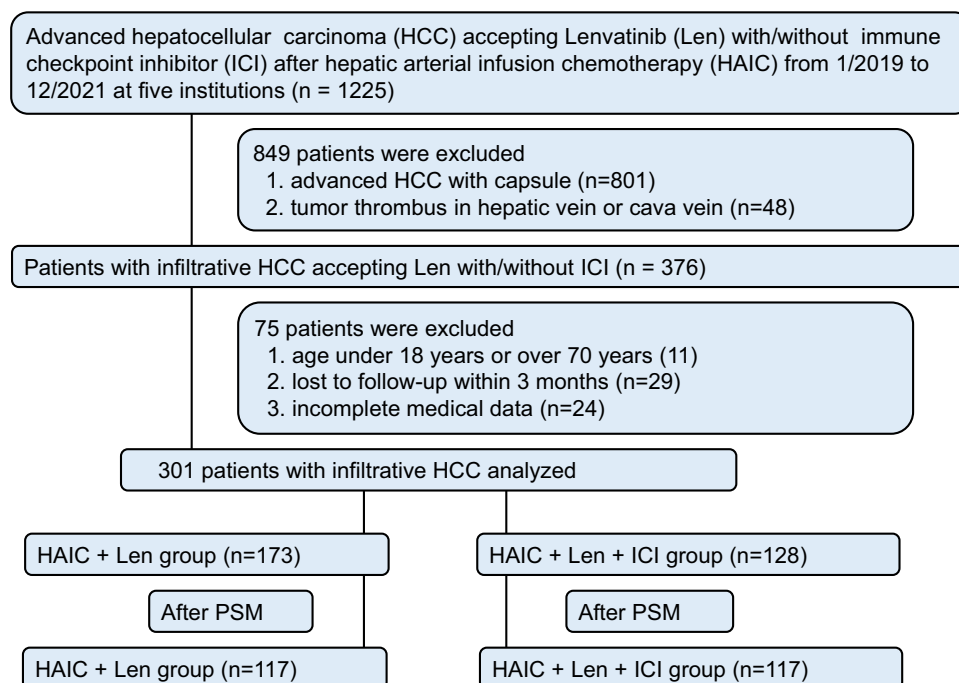 Advanced hepatocellular carcinoma (HCC) accepting Lenvatinib (Len) with/without immune
checkpoint inhibitor (ICI) after hepatic arterial infusion chemotherapy (HAIC) from 1/2019 to
12/2021 at five institutions (n = 1225)
849 patients were excluded
1. advanced HCC with capsule (n=801)
2. tumor thrombus in hepatic vein or cava vein (n=48)
Patients with infiltrative HCC accepting Len with/without ICI (n = 376)
75 patients were excluded
1. age under 18 years or over 70 years (11)
2. lost to follow-up within 3 months (n=29)
3. incomplete medical data (n=24)
301 patients with infiltrative HCC analyzed
HAIC + Len group (n=173)
HAIC + Len + ICI group (n=128)
After PSM
After PSM
HAIC + Len group (n=117)
HAIC + Len + ICI group (n=117)